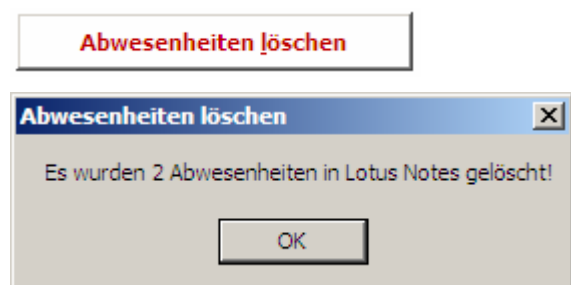 Abwesenheiten löschen
Abwesenheiten löschen
Es wurden 2 Abwesenheiten in Lotus Notes gelöscht!
OK